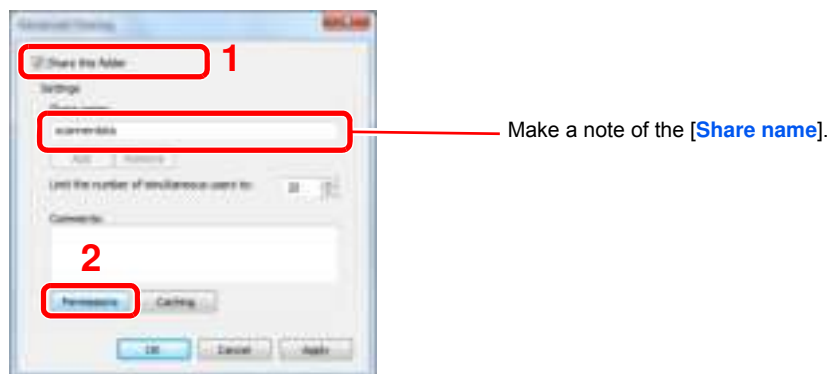 Advanced Sharing
Share this folder
1
Settings
Share name:
scannerdata
Make a note of the [Share name].
Add
Remove
Limit the number of simultaneous users to:
Comments:
2
Permissions
Caching
OK
Cancel
Apply